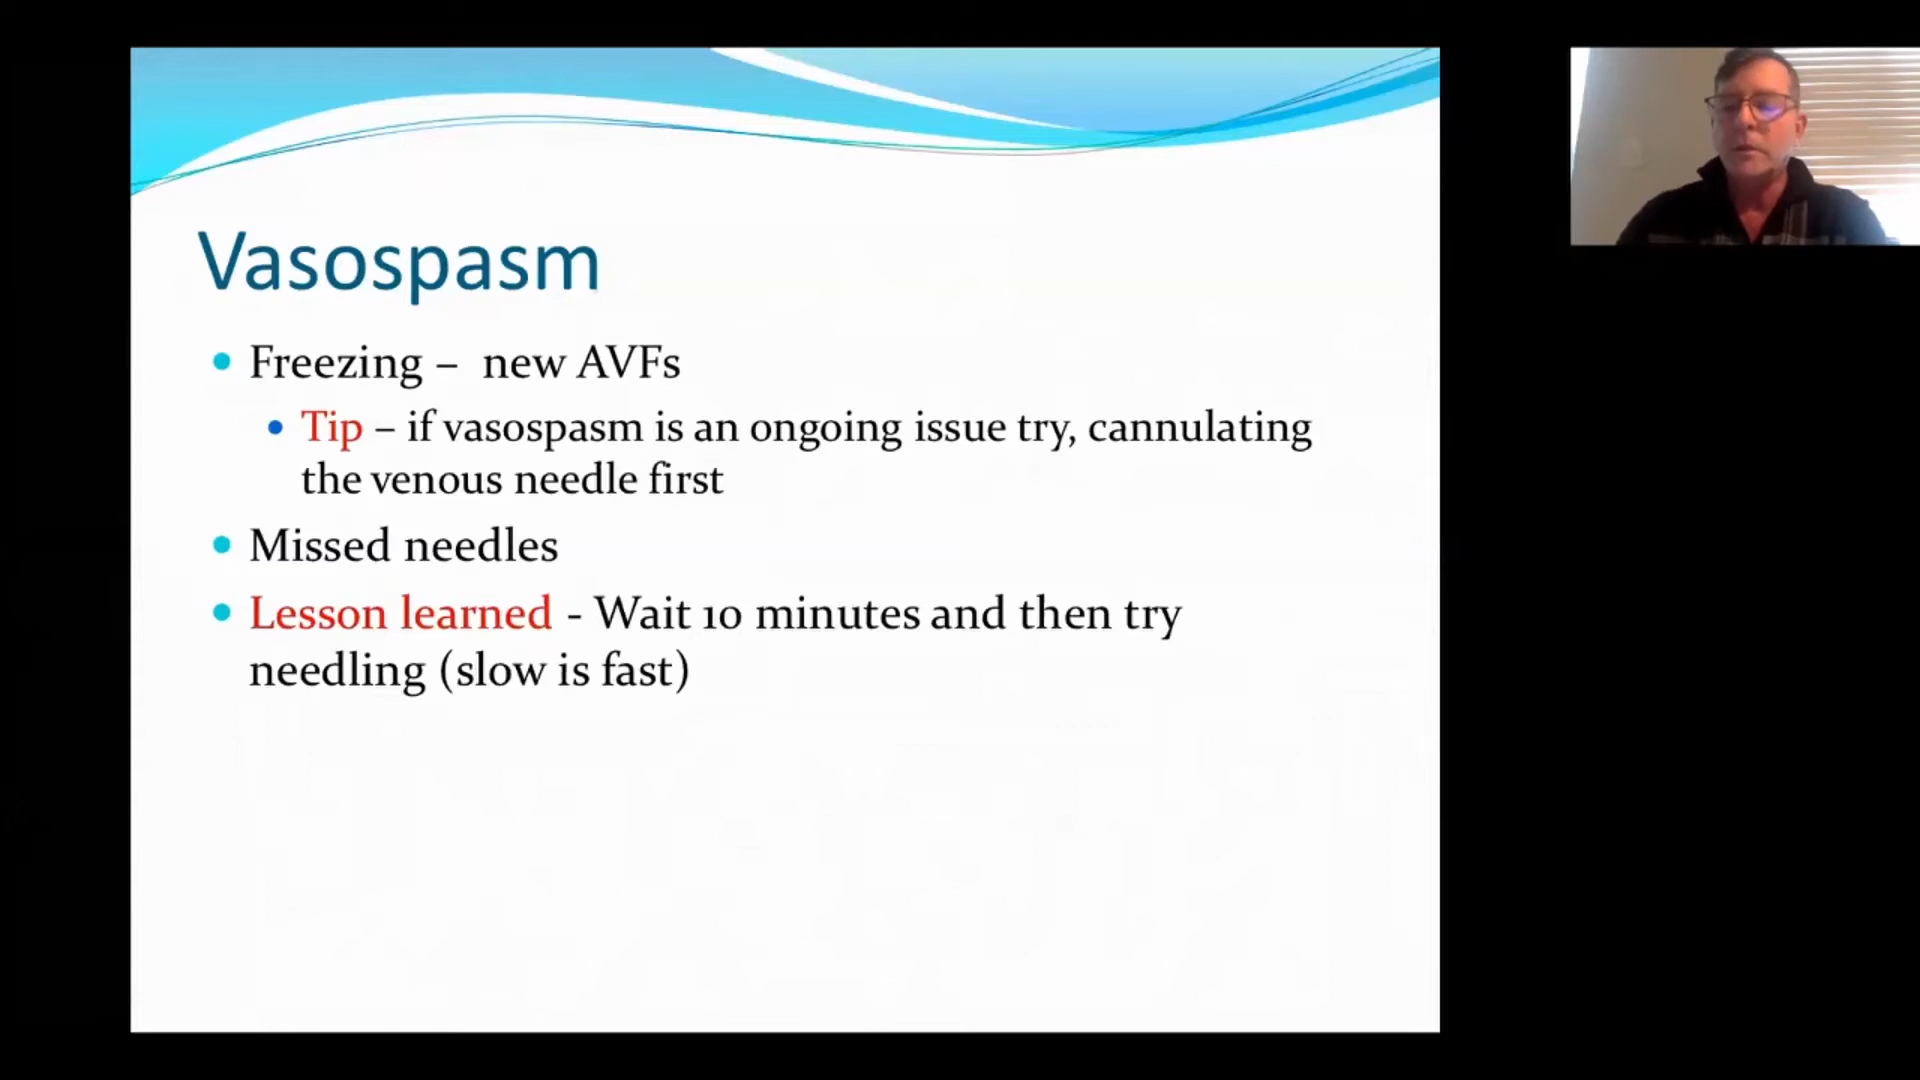 Vasospasm
Freezing – new AVFs
Tip – if vasospasm is an ongoing issue try, cannulating
the venous needle first
Missed needles
Lesson learned - Wait 10 minutes and then try
needling (slow is fast)